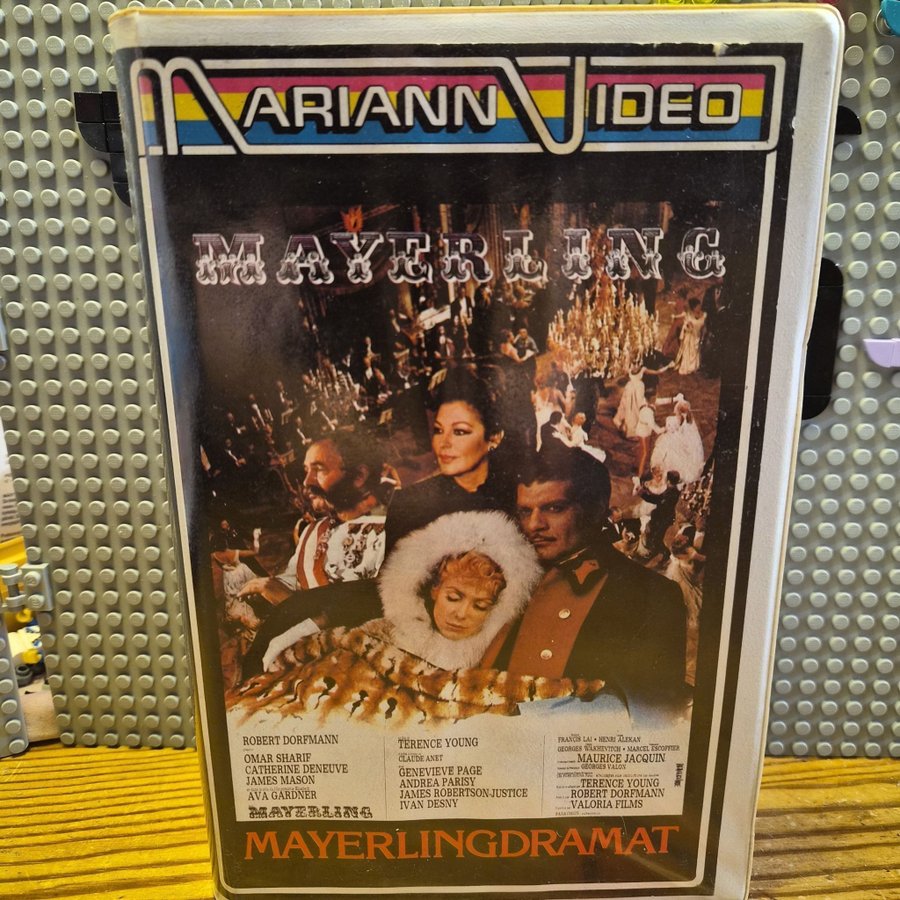 MARIANN VIDEO
MAYERLING
ROBERT DORFMANN
OMAR SHARIF
CATHERINE DENEUVE
JAMES MASON
AVA GARDNER
MAYERLING
TERENCE YOUNG
CLAUDE ANET
GENEVIEVE PAGE
ANDREA PARISY
JAMES ROBERTSON-JUSTICE
IVAN DESNY
FRANCIS LAI • HENRI ALEKAN
GEORGES WAKHEVITCH • MARCEL ESCOFFIER
MAURICE JACQUIN
GEORGES VALON
TERENCE YOUNG
ROBERT DORFMANN
VALORIA FILMS
MAYERLINGDRAMAT